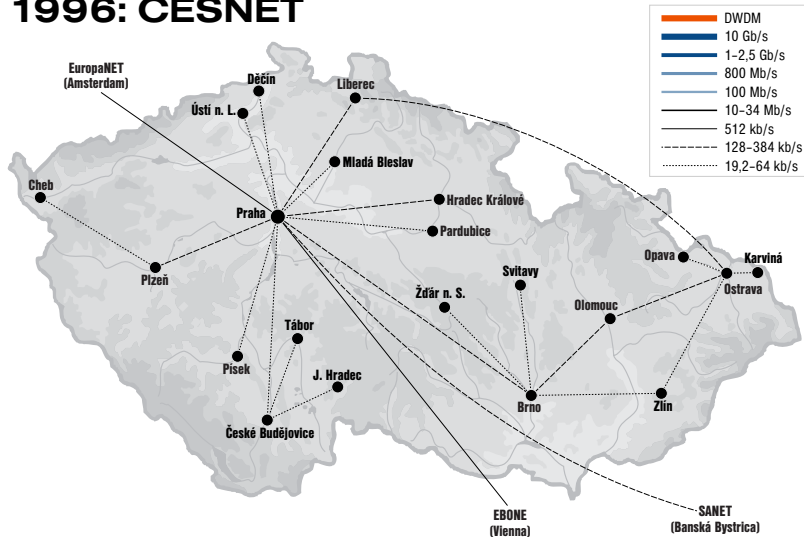 1996: CESNET
DWDM
10 Gb/s
1–2,5 Gb/s
800 Mb/s
100 Mb/s
10–34 Mb/s
512 kb/s
128–384 kb/s
19,2–64 kb/s
EuropaNET
(Amsterdam)
Děčín
Liberec
Ústí n. L.
Mladá Bleslav
Cheb
Hradec Králové
Praha
Pardubice
Opava
Karviná
Svitavy
Plzeň
Ostrava
Žďár n. S.
Olomouc
Tábor
Písek
J. Hradec
Brno
Zlín
České Budějovice
EBONE
(Vienna)
SANET
(Banská Bystrica)